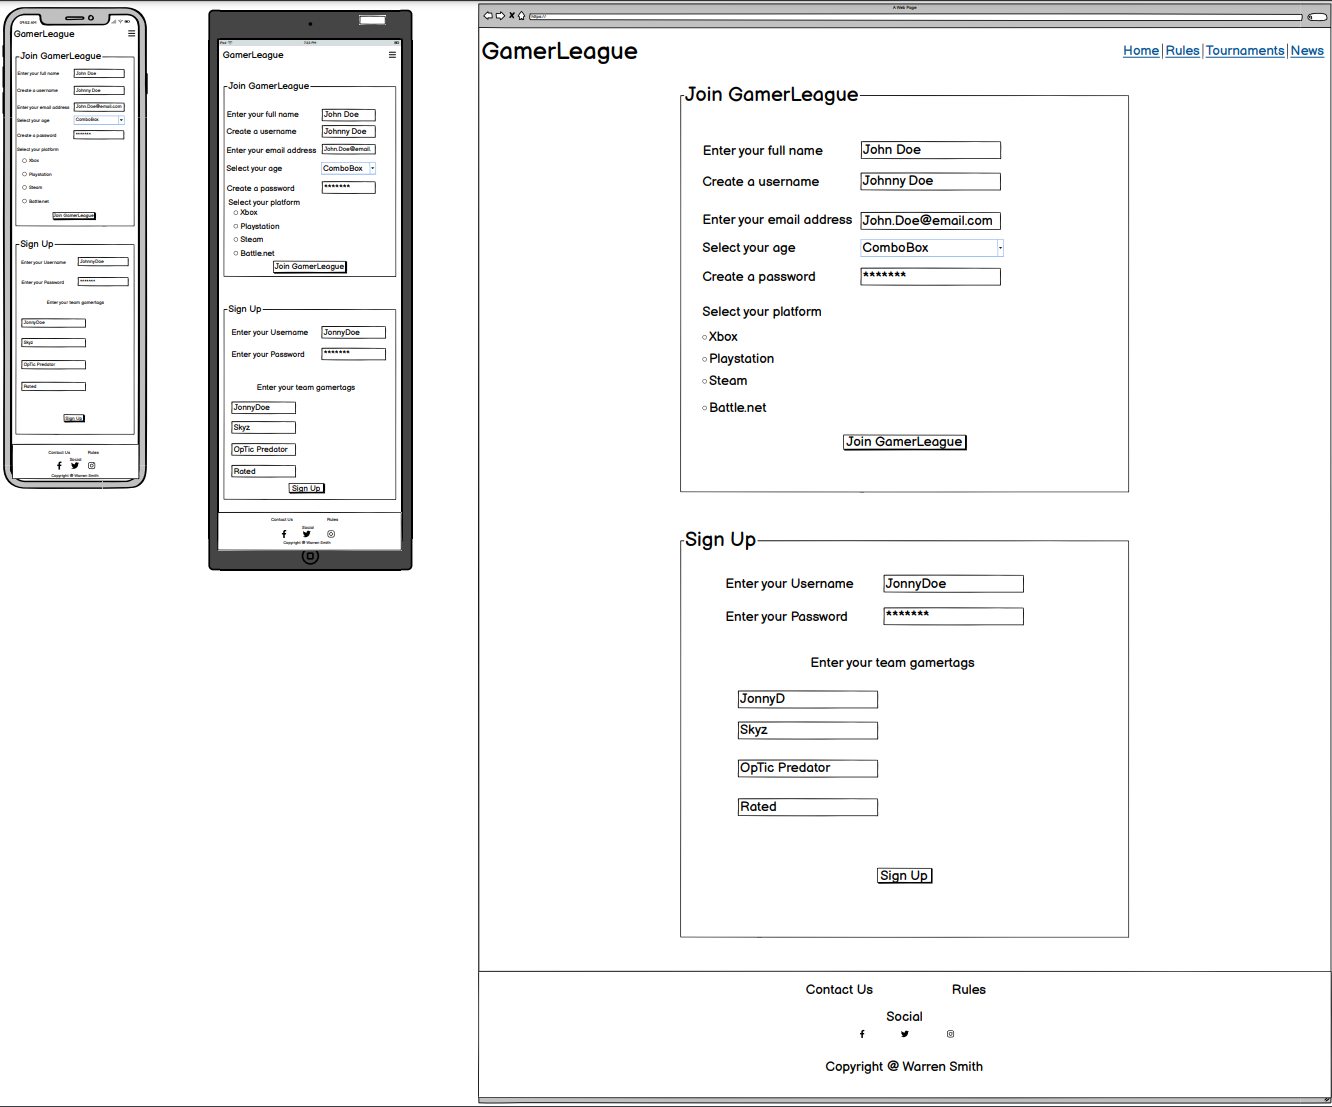 09:52 AM
GamerLeague
Join GamerLeague
Enter your full name
John Doe
Create a username
Johnny Doe
Enter your email address
John.Doe@email.com
Select your age
ComboBox
Create a password
*******
Select your platform
Xbox
Playstation
Steam
Battle.net
Join GamerLeague
Sign Up
Enter your Username
JohnnyDoe
Enter your Password
*******
Enter your team gamertags
JonnyDoe
Skyz
OpTic Predator
Rated
Sign Up
Contact Us Rules
Social
Copyright @ Warren Smith
GamerLeague
Join GamerLeague
Enter your full name
John Doe
Create a username
Johnny Doe
Enter your email address
John.Doe@email.
Select your age
ComboBox
Create a password
*******
Select your platform
Xbox
Playstation
Steam
Battle.net
Join GamerLeague
Sign Up
Enter your Username
JonnyDoe
Enter your Password
*******
Enter your team gamertags
JonnyDoe
Skyz
OpTic Predator
Rated
Sign Up
Contact Us Rules
Social
Copyright @ Warren Smith
A Web Page
https://
GamerLeague
Home | Rules | Tournaments | News
Join GamerLeague
Enter your full name
John Doe
Create a username
Johnny Doe
Enter your email address
John.Doe@email.com
Select your age
ComboBox
Create a password
*******
Select your platform
Xbox
Playstation
Steam
Battle.net
Join GamerLeague
Sign Up
Enter your Username
JonnyDoe
Enter your Password
*******
Enter your team gamertags
JonnyD
Skyz
OpTic Predator
Rated
Sign Up
Contact Us Rules
Social
Copyright @ Warren Smith